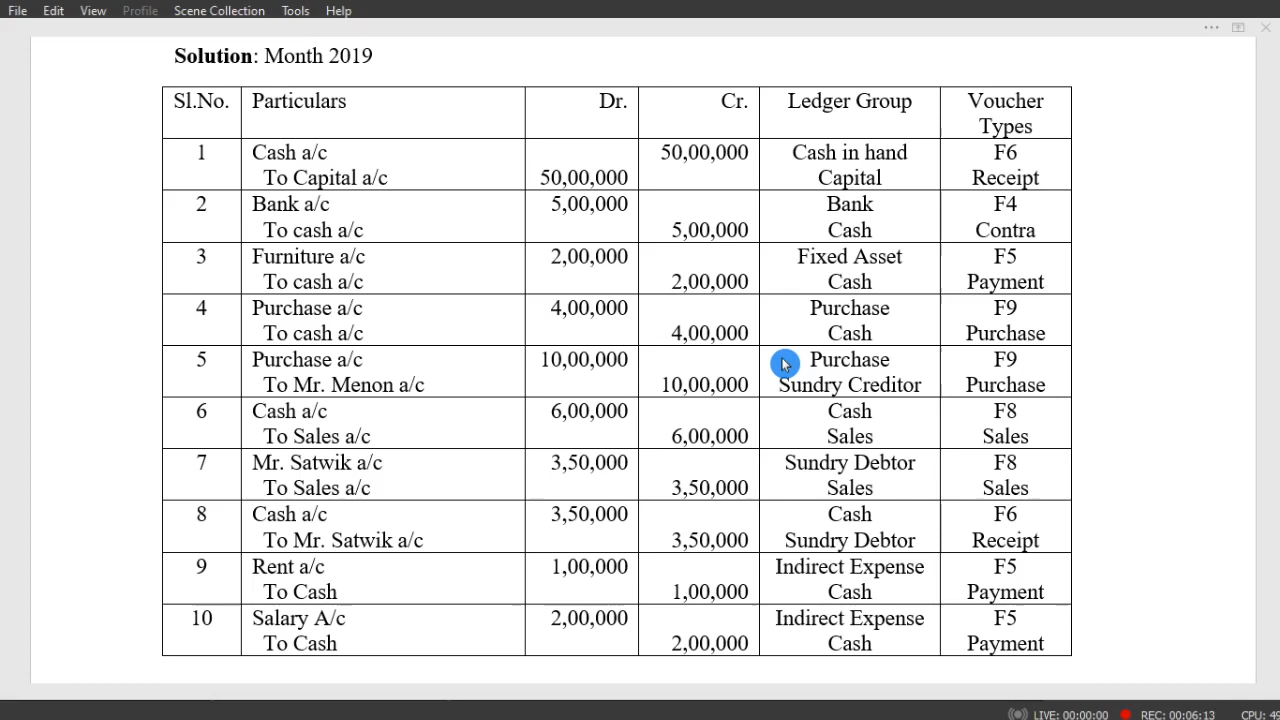 File Edit View Profile Scene Collection Tools Help
Solution: Month 2019
Sl.No. Particulars Dr. Cr. Ledger Group Voucher
Types
1 Cash a/c 50,00,000 Cash in hand F6
To Capital a/c 50,00,000 Capital Receipt
2 Bank a/c 5,00,000 Bank F4
To cash a/c 5,00,000 Cash Contra
3 Furniture a/c 2,00,000 Fixed Asset F5
To cash a/c 2,00,000 Cash Payment
4 Purchase a/c 4,00,000 Purchase F9
To cash a/c 4,00,000 Cash Purchase
5 Purchase a/c 10,00,000 Purchase F9
To Mr. Menon a/c 10,00,000 Sundry Creditor Purchase
6 Cash a/c 6,00,000 Cash F8
To Sales a/c 6,00,000 Sales Sales
7 Mr. Satwik a/c 3,50,000 Sundry Debtor F8
To Sales a/c 3,50,000 Sales Sales
8 Cash a/c 3,50,000 Cash F6
To Mr. Satwik a/c 3,50,000 Sundry Debtor Receipt
9 Rent a/c 1,00,000 Indirect Expense F5
To Cash 1,00,000 Cash Payment
10 Salary A/c 2,00,000 Indirect Expense F5
To Cash 2,00,000 Cash Payment
LIVE: 00:00:00 REC: 00:06:13 CPU: